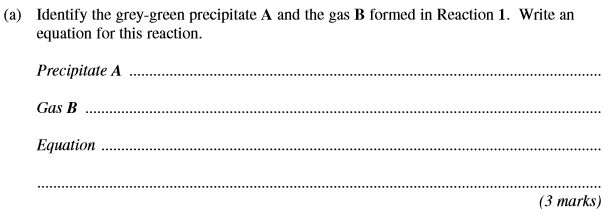 (a) Identify the grey-green precipitate A and the gas B formed in Reaction 1. Write an
equation for this reaction.
Precipitate A ....................................................................................................
Gas B ....................................................................................................
Equation ....................................................................................................
....................................................................................................
(3 marks)